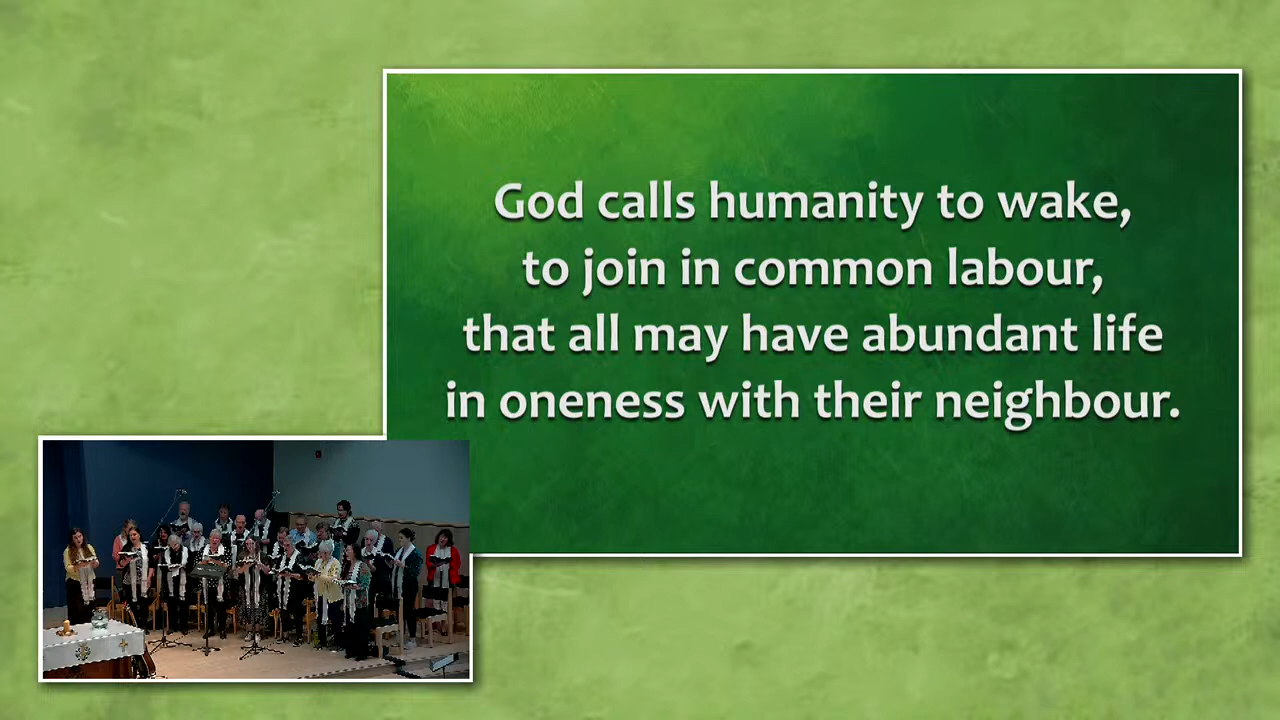 God calls humanity to wake,
to join in common labour,
that all may have abundant life
in oneness with their neighbour.